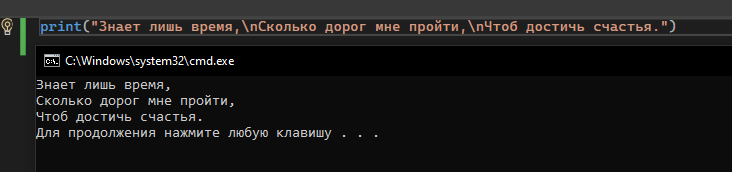 print("Знает лишь время,\nСколько дорог мне пройти,\nЧтоб достичь счастья.")
C:\Windows\system32\cmd.exe
Знает лишь время,
Сколько дорог мне пройти,
Чтоб достичь счастья.
Для продолжения нажмите любую клавишу . . .